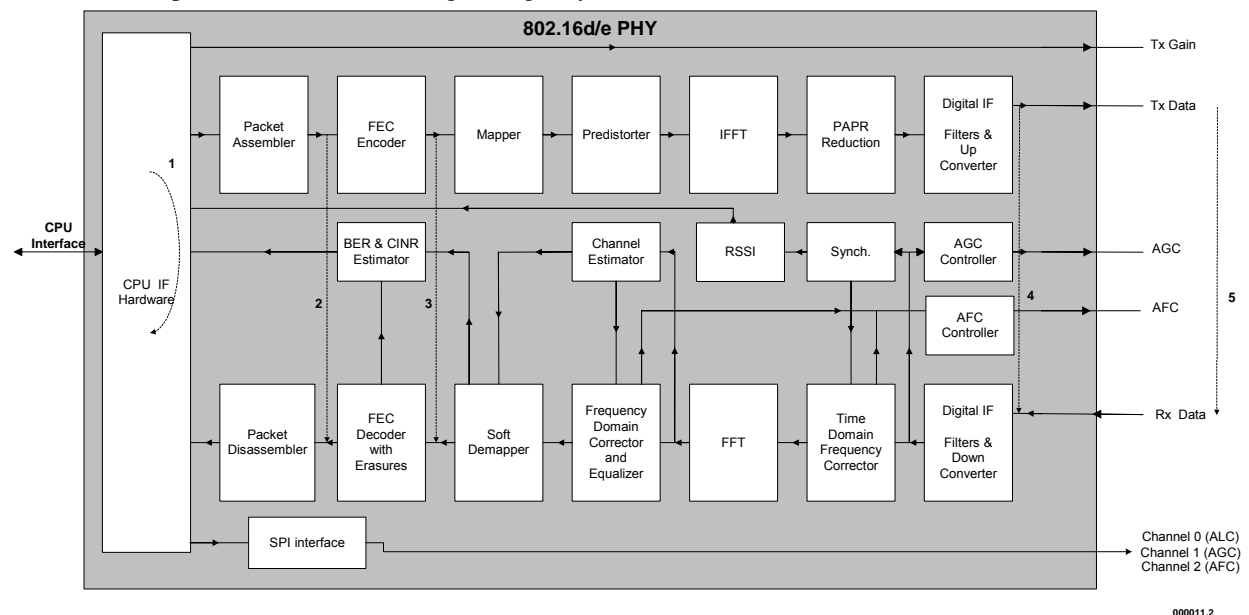 802.16d/e PHY
Tx Gain
Packet
Assembler
FEC
Encoder
Mapper
Predistorter
IFFT
PAPR
Reduction
Digital IF
Filters &
Up
Converter
Tx Data
1
CPU
Interface
CPU IF
Hardware
BER & CINR
Estimator
Channel
Estimator
RSSI
Synch.
AGC
Controller
AGC
2
3
4
5
AFC
Controller
AFC
Packet
Disassembler
FEC
Decoder
with
Erasures
Soft
Demapper
Frequency
Domain
Corrector
and
Equalizer
FFT
Time
Domain
Frequency
Corrector
Digital IF
Filters &
Down
Converter
Rx Data
SPI interface
Channel 0 (ALC)
Channel 1 (AGC)
Channel 2 (AFC)
000011.2